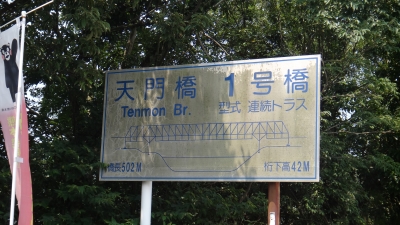 天門橋 1号橋
Tenmon Br. 型式 連続トラス
橋長502M 桁下高42M